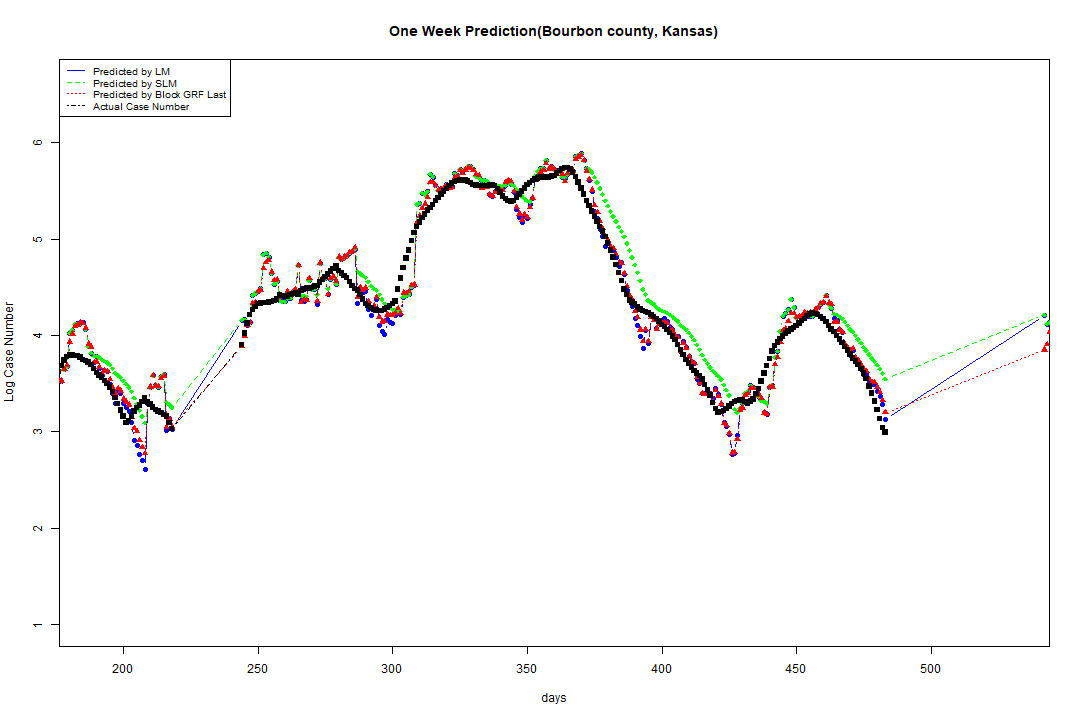 One Week Prediction(Bourbon county, Kansas)
Predicted by LM
Predicted by SLM
Predicted by Block GRF Last
Actual Case Number
6
5
4
3
2
1
Log Case Number
200 250 300 350 400 450 500
days